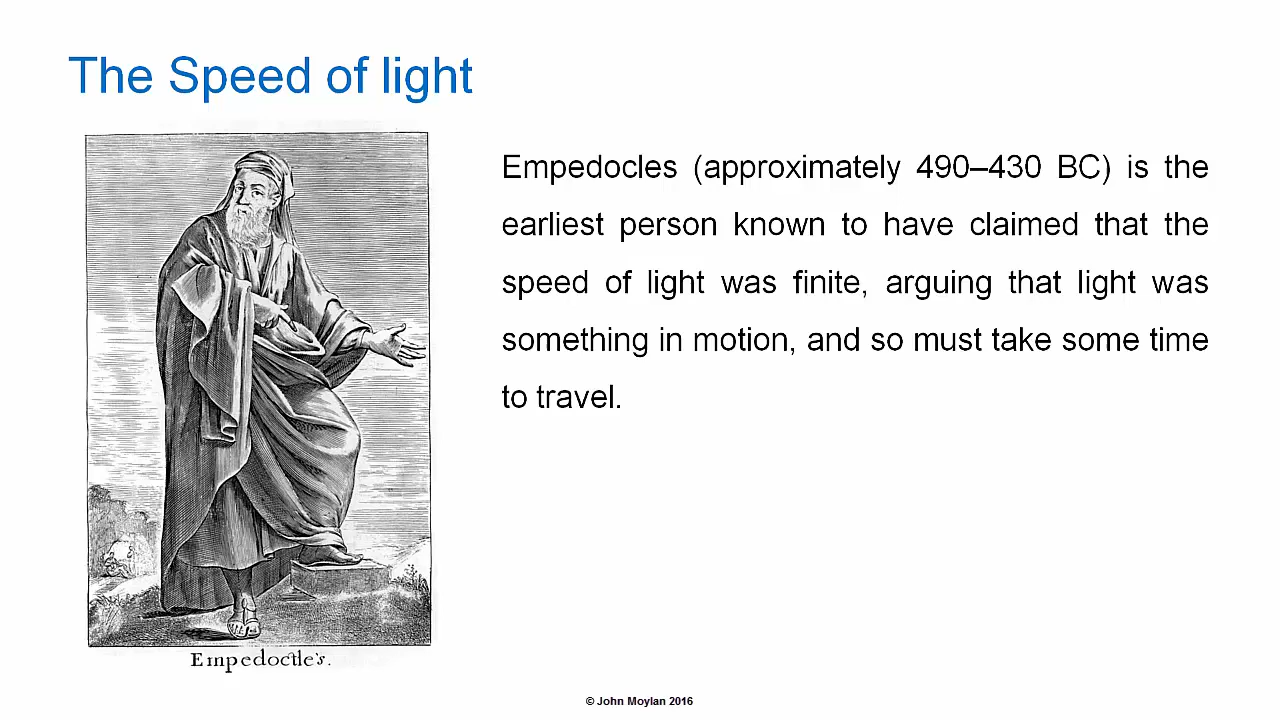 The Speed of light
Empedocles (approximately 490–430 BC) is the
earliest person known to have claimed that the
speed of light was finite, arguing that light was
something in motion, and so must take some time
to travel.
Empedocles.
© John Moylan 2016